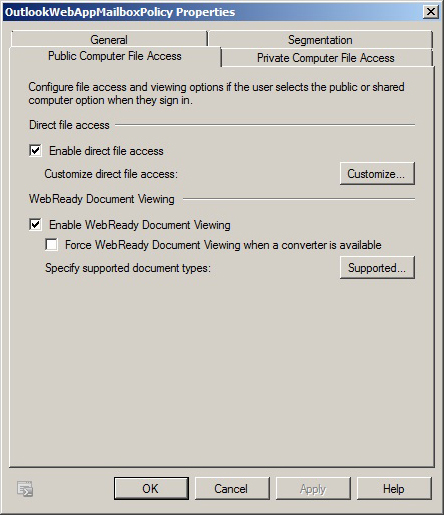 OutlookWebAppMailboxPolicy Properties
General
Segmentation
Public Computer File Access
Private Computer File Access
Configure file access and viewing options if the user selects the public or shared
computer option when they sign in.
Direct file access
Enable direct file access
Customize direct file access:
Customize...
WebReady Document Viewing
Enable WebReady Document Viewing
Force WebReady Document Viewing when a converter is available
Specify supported document types:
Supported...
OK
Cancel
Apply
Help